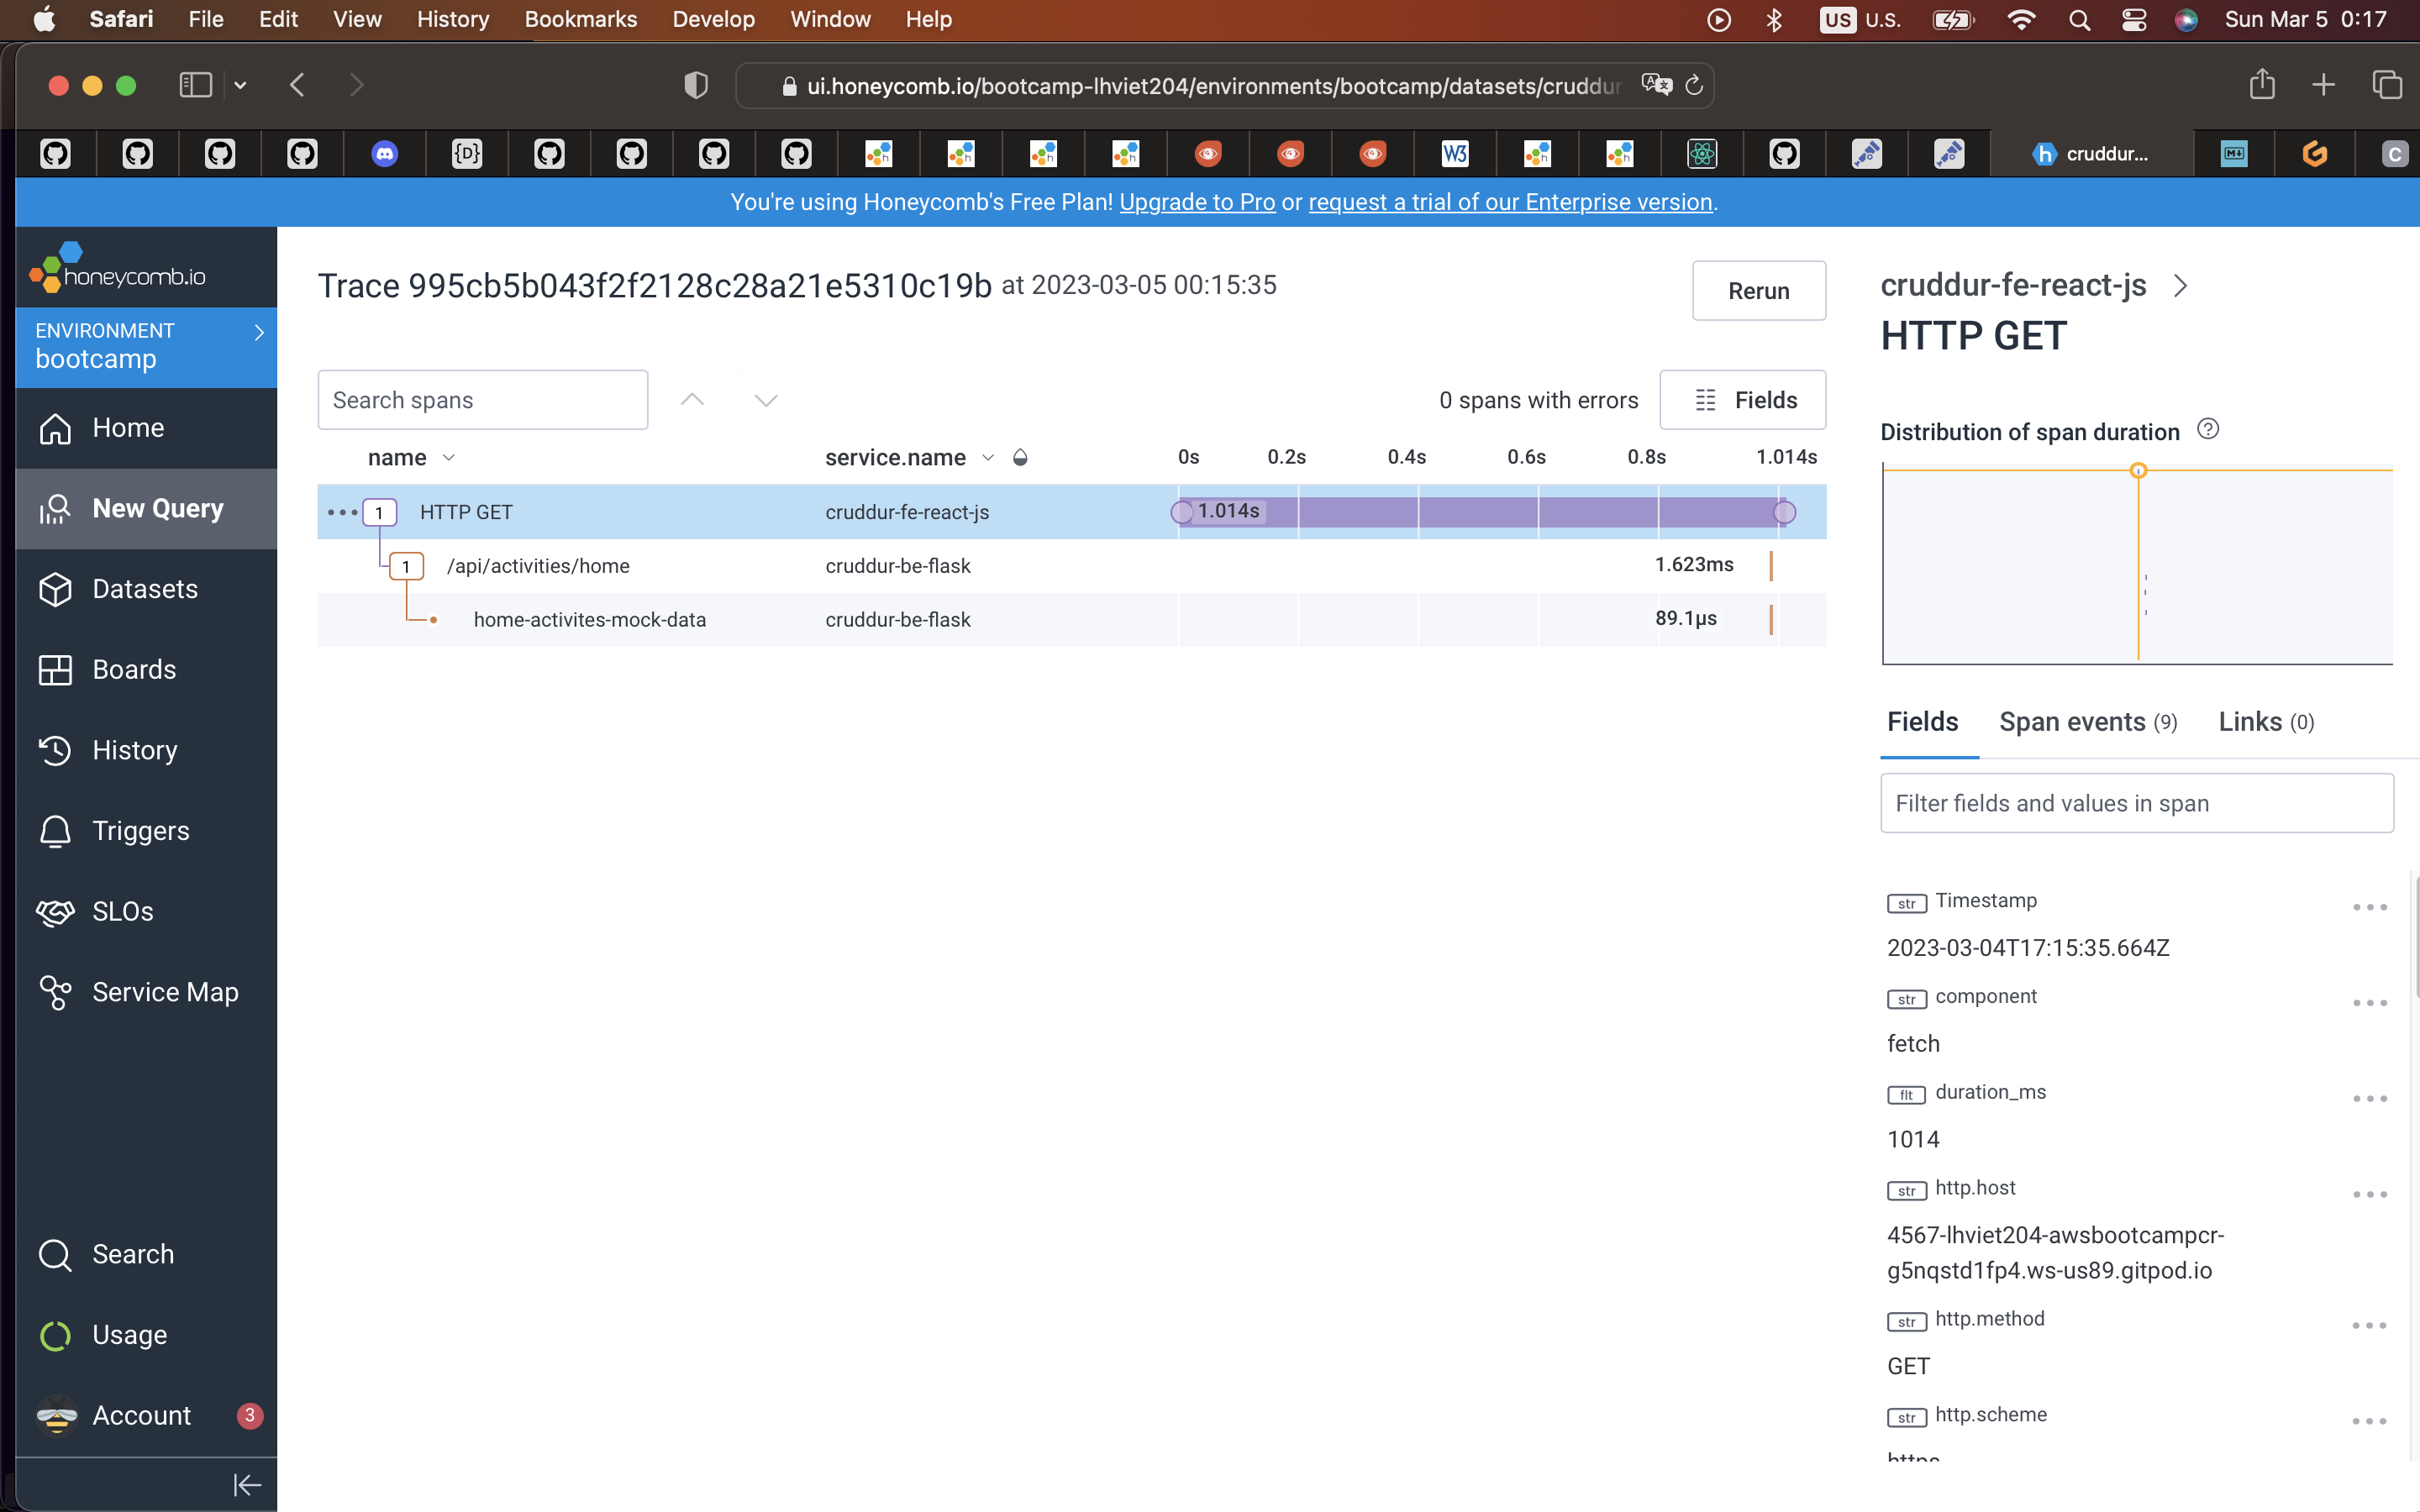 Safari File Edit View History Bookmarks Develop Window Help US U.S. Sun Mar 5 0:17
ui.honeycomb.io/bootcamp-lhviet204/environments/bootcamp/datasets/cruddur-
{D} W3 h cruddur... M C
You're using Honeycomb's Free Plan! Upgrade to Pro or request a trial of our Enterprise version.
honeycomb.io
ENVIRONMENT
bootcamp
Home
New Query
Datasets
Boards
History
Triggers
SLOs
Service Map
Search
Usage
Account 3
Trace 995cb5b043f2f2128c28a21e5310c19b at 2023-03-05 00:15:35
Rerun
Search spans
0 spans with errors
Fields
name service.name 0s 0.2s 0.4s 0.6s 0.8s 1.014s
1 HTTP GET cruddur-fe-react-js 1.014s
1 /api/activities/home cruddur-be-flask 1.623ms
home-activites-mock-data cruddur-be-flask 89.1µs
cruddur-fe-react-js
HTTP GET
Distribution of span duration ?
Fields Span events (9) Links (0)
Filter fields and values in span
str Timestamp
2023-03-04T17:15:35.664Z
str component
fetch
flt duration_ms
1014
str http.host
4567-lhviet204-awsbootcampcr-
g5nqstd1fp4.ws-us89.gitpod.io
str http.method
GET
str http.scheme
https